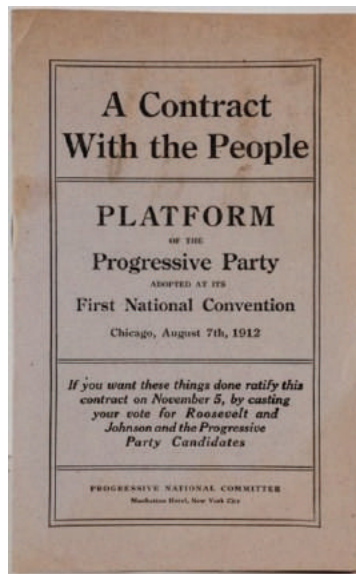 A Contract
With the People
PLATFORM
OF THE
Progressive Party
ADOPTED AT ITS
First National Convention
Chicago, August 7th, 1912
If you want these things done ratify this
contract on November 5, by casting
your vote for Roosevelt and
Johnson and the Progressive
Party Candidates
PROGRESSIVE NATIONAL COMMITTEE
Manhattan Hotel, New York City